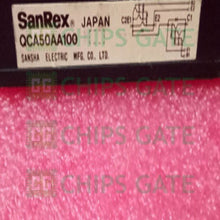 SanRex® JAPAN
QCA50AA100
SANSHA ELECTRIC MFG. CO., LTD.
CHIPS GATE
CHIPS GATE
CHIPS GATE